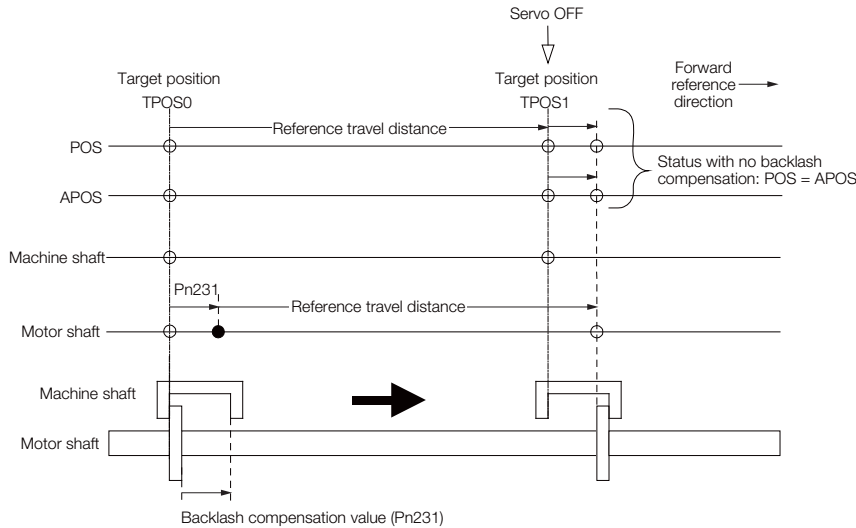 Servo OFF
Target position
TPOS0
Target position
TPOS1
Forward
reference
direction
Reference travel distance
POS
Status with no backlash
compensation: POS = APOS
APOS
Machine shaft
Pn231
Reference travel distance
Motor shaft
Machine shaft
Motor shaft
Backlash compensation value (Pn231)